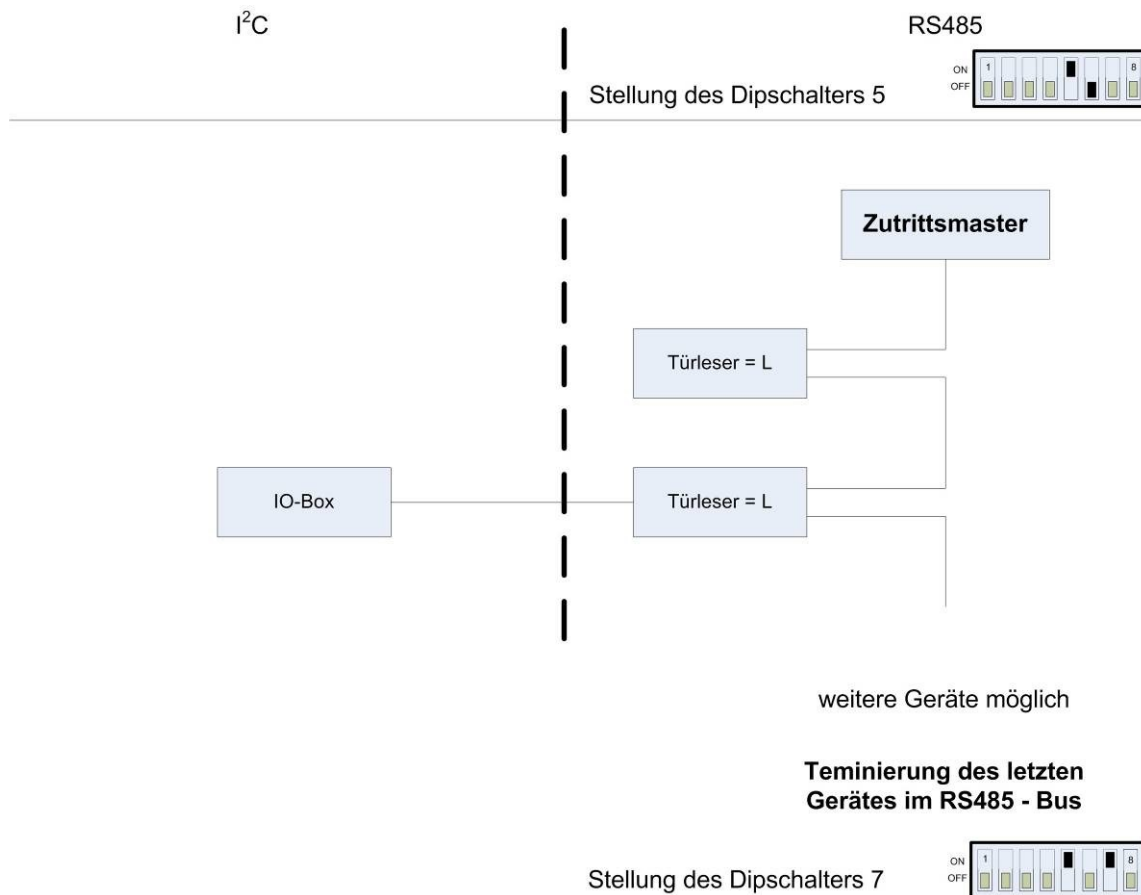 I²C
RS485
ON
OFF
1
8
Stellung des Dipschalters 5
Zutrittsmaster
Türleser = L
IO-Box
Türleser = L
weitere Geräte möglich
Teminierung des letzten
Gerätes im RS485 - Bus
ON
OFF
1
8
Stellung des Dipschalters 7